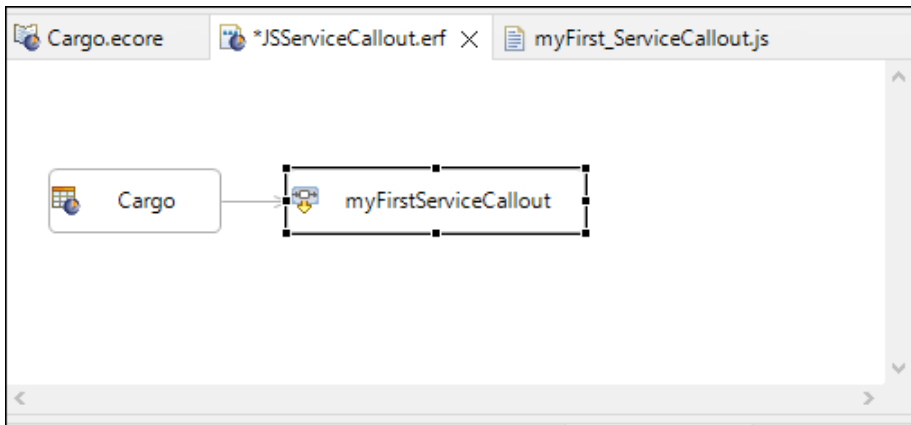 Cargo.ecore
*JSServiceCallout.erf
myFirst_ServiceCallout.js
Cargo
myFirstServiceCallout